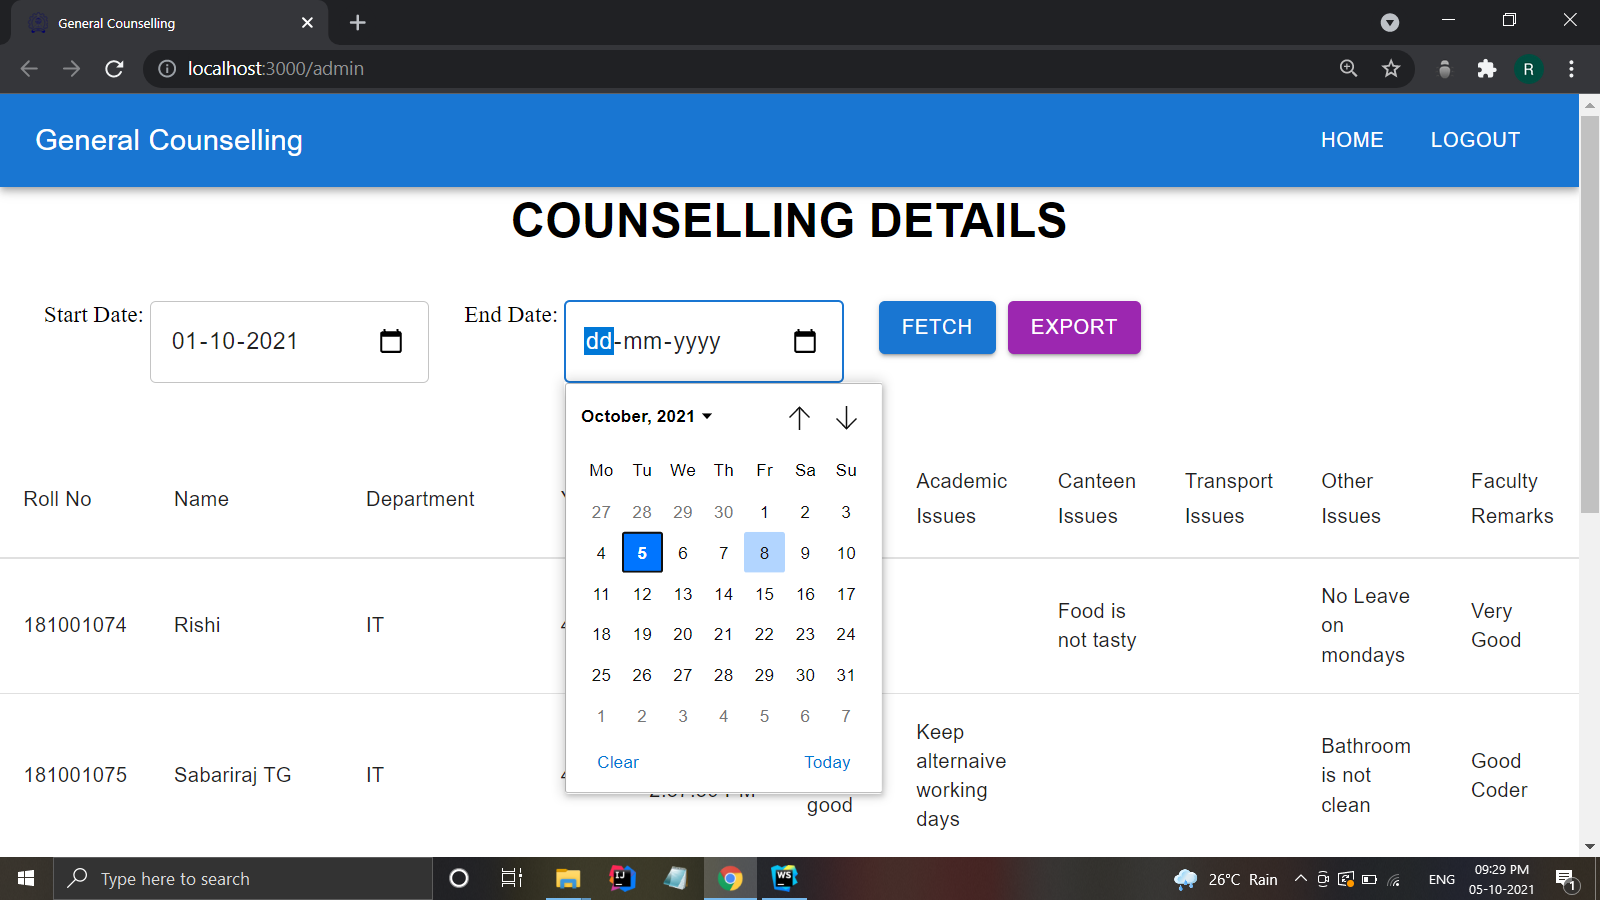 General Counselling
localhost:3000/admin
R
General Counselling
HOME
LOGOUT
COUNSELLING DETAILS
Start Date:
01-10-2021
End Date:
dd-mm-yyyy
FETCH
EXPORT
October, 2021
Mo Tu We Th Fr Sa Su
27 28 29 30 1 2 3
4 5 6 7 8 9 10
11 12 13 14 15 16 17
18 19 20 21 22 23 24
25 26 27 28 29 30 31
1 2 3 4 5 6 7
Clear
Today
Roll No
Name
Department
Academic
Issues
Canteen
Issues
Transport
Issues
Other
Issues
Faculty
Remarks
181001074
Rishi
IT
Food is
not tasty
No Leave
on
mondays
Very
Good
181001075
Sabariraj TG
IT
good
Keep
alternaive
working
days
Bathroom
is not
clean
Good
Coder
Type here to search
IJ
WS
26°C Rain
ENG
09:29 PM
05-10-2021
1